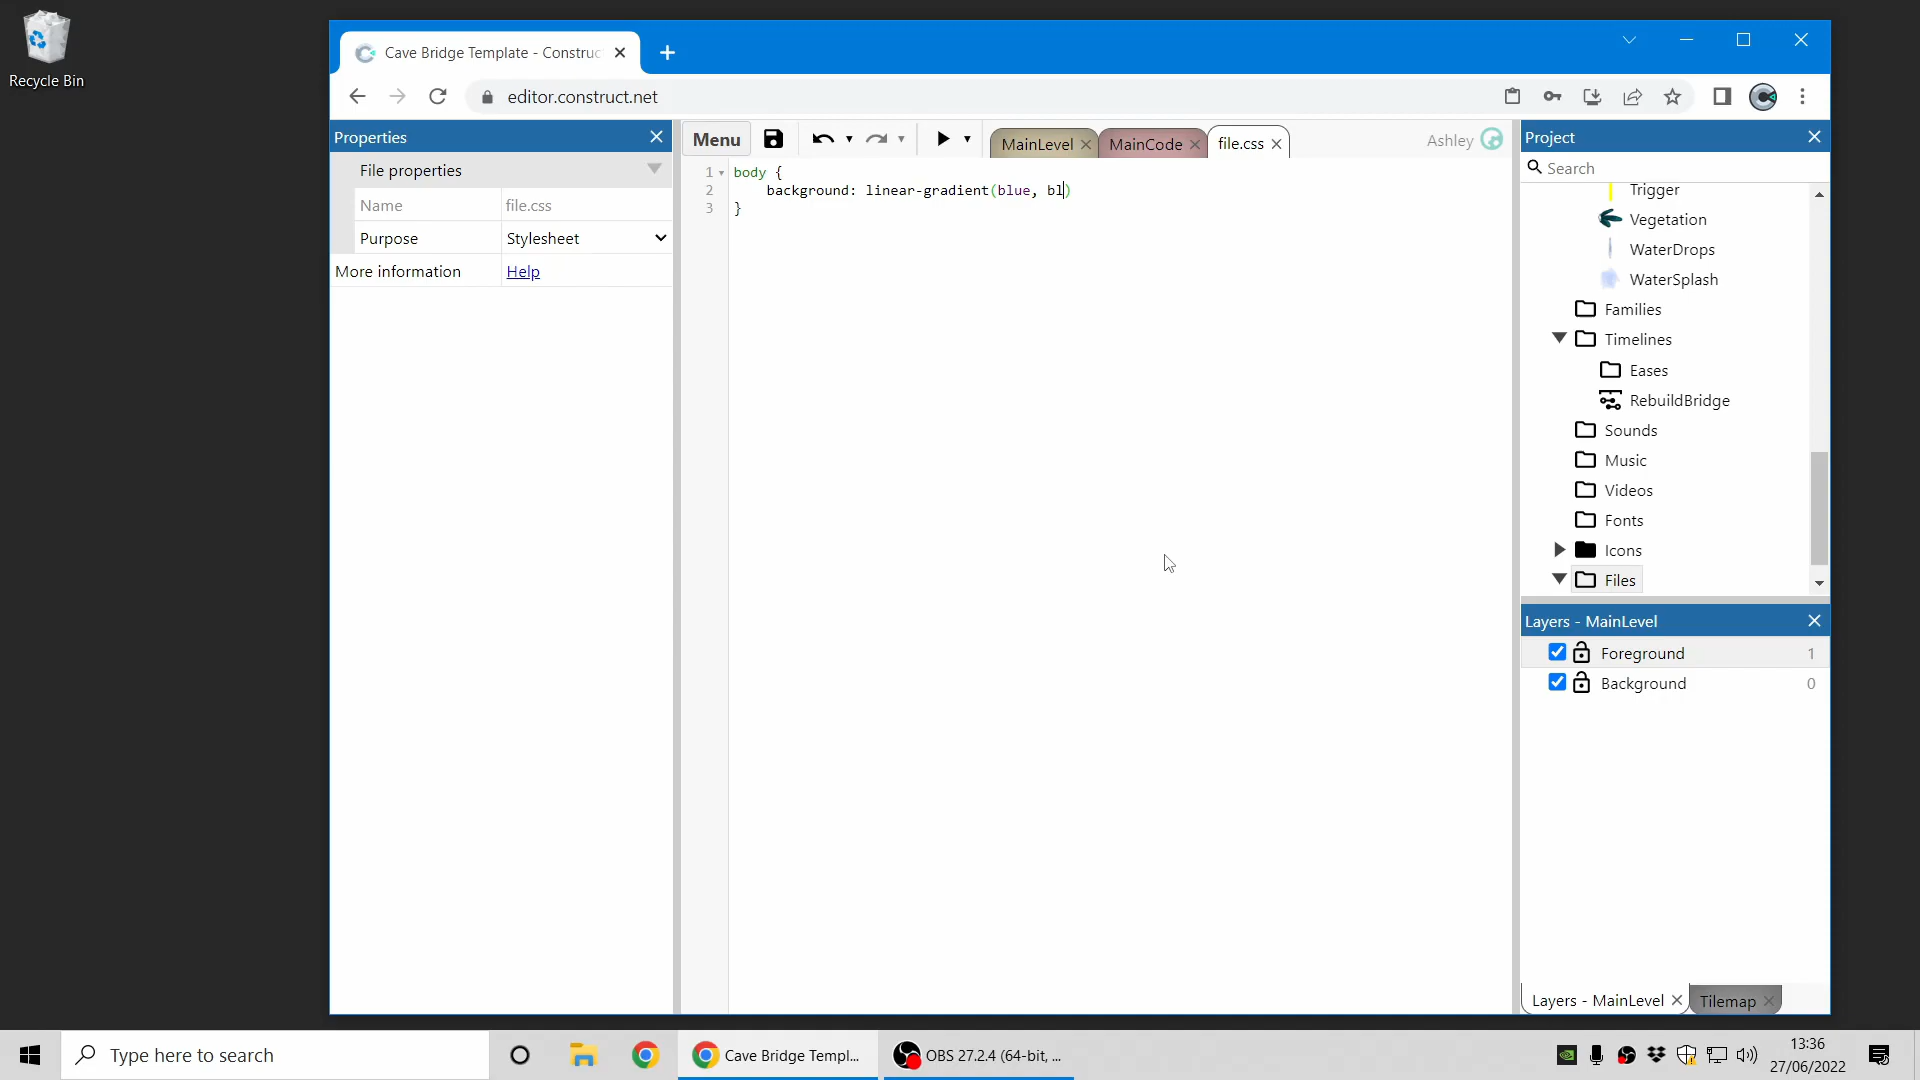 Recycle Bin
Cave Bridge Template - Construc
editor.construct.net
Properties
File properties
Name file.css
Purpose Stylesheet
More information Help
Menu
MainLevel
MainCode
file.css
Ashley
1 body {
2     background: linear-gradient(blue, bl)
3 }
Project
Search
Trigger
Vegetation
WaterDrops
WaterSplash
Families
Timelines
Eases
RebuildBridge
Sounds
Music
Videos
Fonts
Icons
Files
Layers - MainLevel
Foreground 1
Background 0
Layers - MainLevel
Tilemap
Type here to search
Cave Bridge Templ...
OBS 27.2.4 (64-bit, ...
13:36
27/06/2022